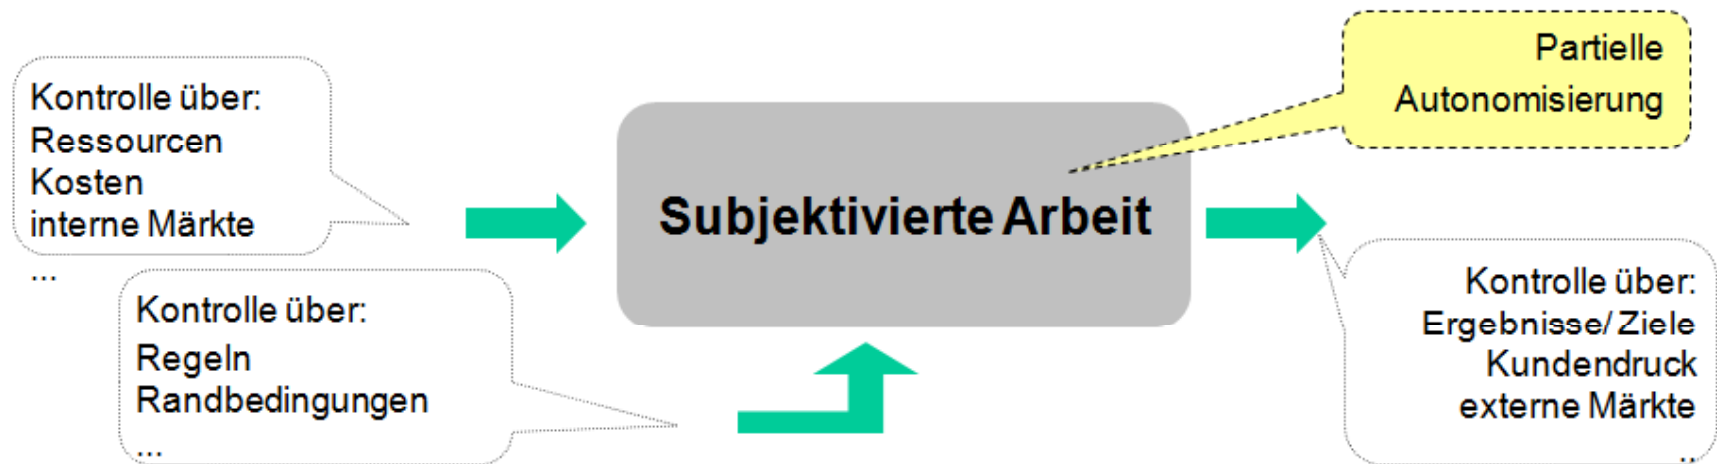 Kontrolle über:
Ressourcen
Kosten
interne Märkte
...
Kontrolle über:
Regeln
Randbedingungen
...
Subjektivierte Arbeit
Partielle
Autonomisierung
Kontrolle über:
Ergebnisse/ Ziele
Kundendruck
externe Märkte
..